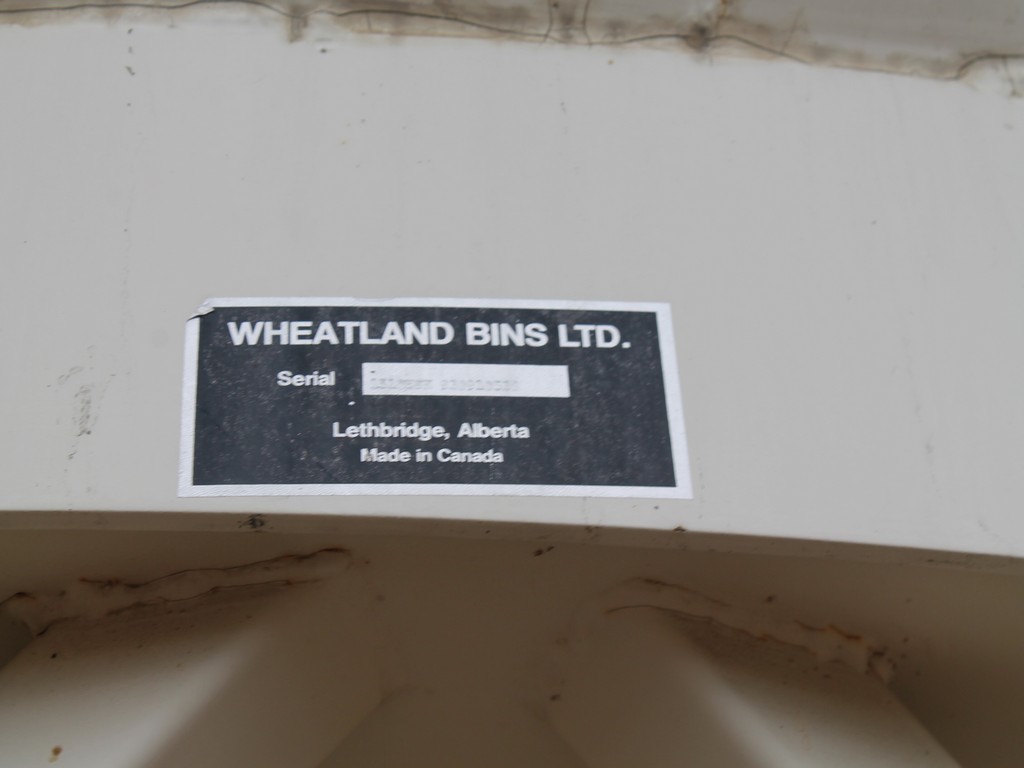 WHEATLAND BINS LTD.
Serial
Lethbridge, Alberta
Made in Canada